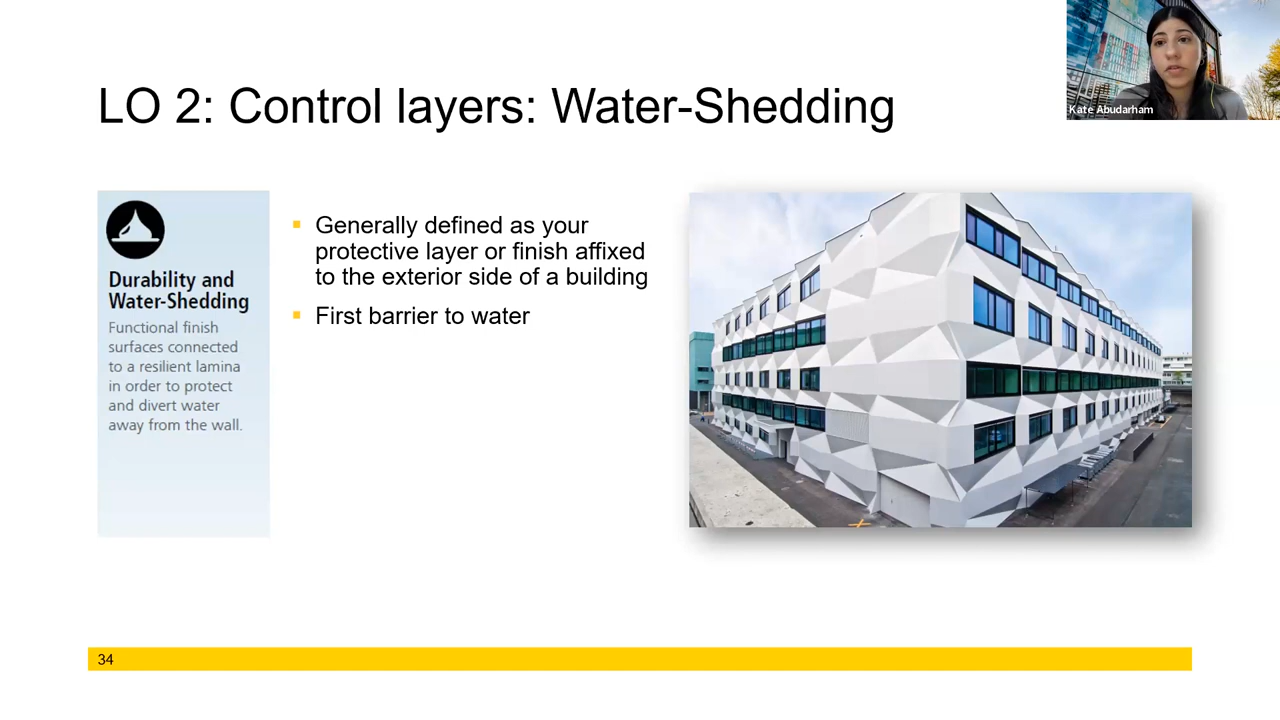 Kate Abudarham
LO 2: Control layers: Water-Shedding
Durability and
Water-Shedding
Functional finish
surfaces connected
to a resilient lamina
in order to protect
and divert water
away from the wall.
Generally defined as your
protective layer or finish affixed
to the exterior side of a building
First barrier to water
34